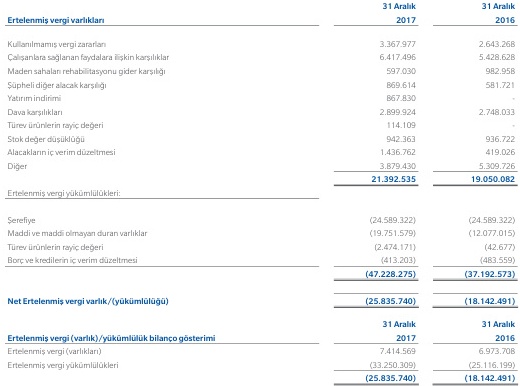 31 Aralık 31 Aralık
Ertelenmiş vergi varlıkları 2017 2016
Kullanılmamış vergi zararları 3.367.977 2.643.268
Çalışanlara sağlanan faydalara ilişkin karşılıklar 6.417.496 5.428.628
Maden sahaları rehabilitasyonu gider karşılığı 597.030 982.958
Şüpheli diğer alacak karşılığı 869.614 581.721
Yatırım indirimi 867.830 -
Dava karşılıkları 2.899.924 2.748.033
Türev ürünlerin rayiç değeri 114.109 -
Stok değer düşüklüğü 942.363 936.722
Alacakların iç verim düzeltmesi 1.436.762 419.026
Diğer 3.879.430 5.309.726
21.392.535 19.050.082
Ertelenmiş vergi yükümlülükleri:
Şerefiye (24.589.322) (24.589.322)
Maddi ve maddi olmayan duran varlıklar (19.751.579) (12.077.015)
Türev ürünlerin rayiç değeri (2.474.171) (42.677)
Borç ve kredilerin iç verim düzeltmesi (413.203) (483.559)
(47.228.275) (37.192.573)
Net Ertelenmiş vergi varlık/(yükümlülüğü) (25.835.740) (18.142.491)
31 Aralık 31 Aralık
Ertelenmiş vergi (varlık)/yükümlülük bilanço gösterimi 2017 2016
Ertelenmiş vergi (varlıkları) 7.414.569 6.973.708
Ertelenmiş vergi yükümlülükleri (33.250.309) (25.116.199)
(25.835.740) (18.142.491)